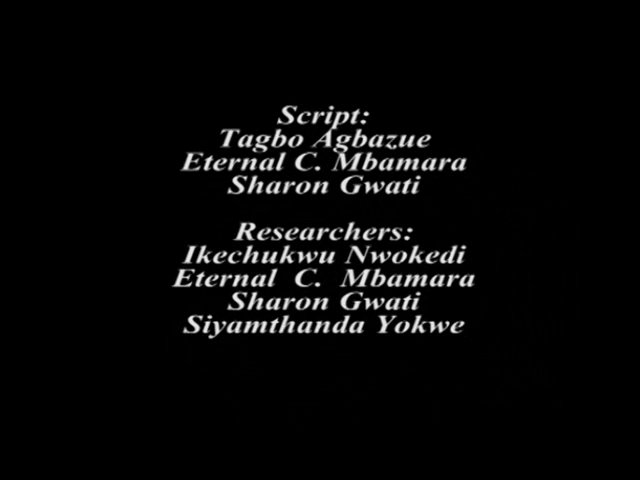 Script:
Tagbo Agbazue
Eternal C. Mbamara
Sharon Gwati
Researchers:
Ikechukwu Nwokedi
Eternal C. Mbamara
Sharon Gwati
Siyamthanda Yokwe